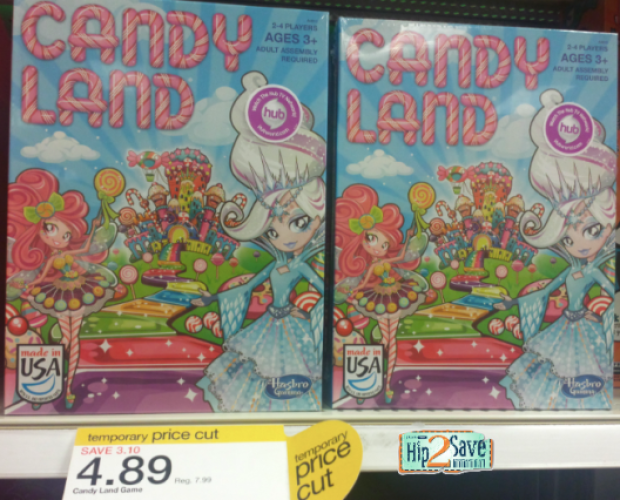 CANDY
LAND
2-4 PLAYERS
AGES 3+
ADULT ASSEMBLY
REQUIRED
hub
made in
USA
Hasbro
Gaming
CANDY
LAND
2-4 PLAYERS
AGES 3+
ADULT ASSEMBLY
REQUIRED
hub
made in
USA
Hasbro
Gaming
temporary price cut
SAVE 3.10
4.89
Reg. 7.99
Candy Land Game
temporary
price
cut
Hip2Save